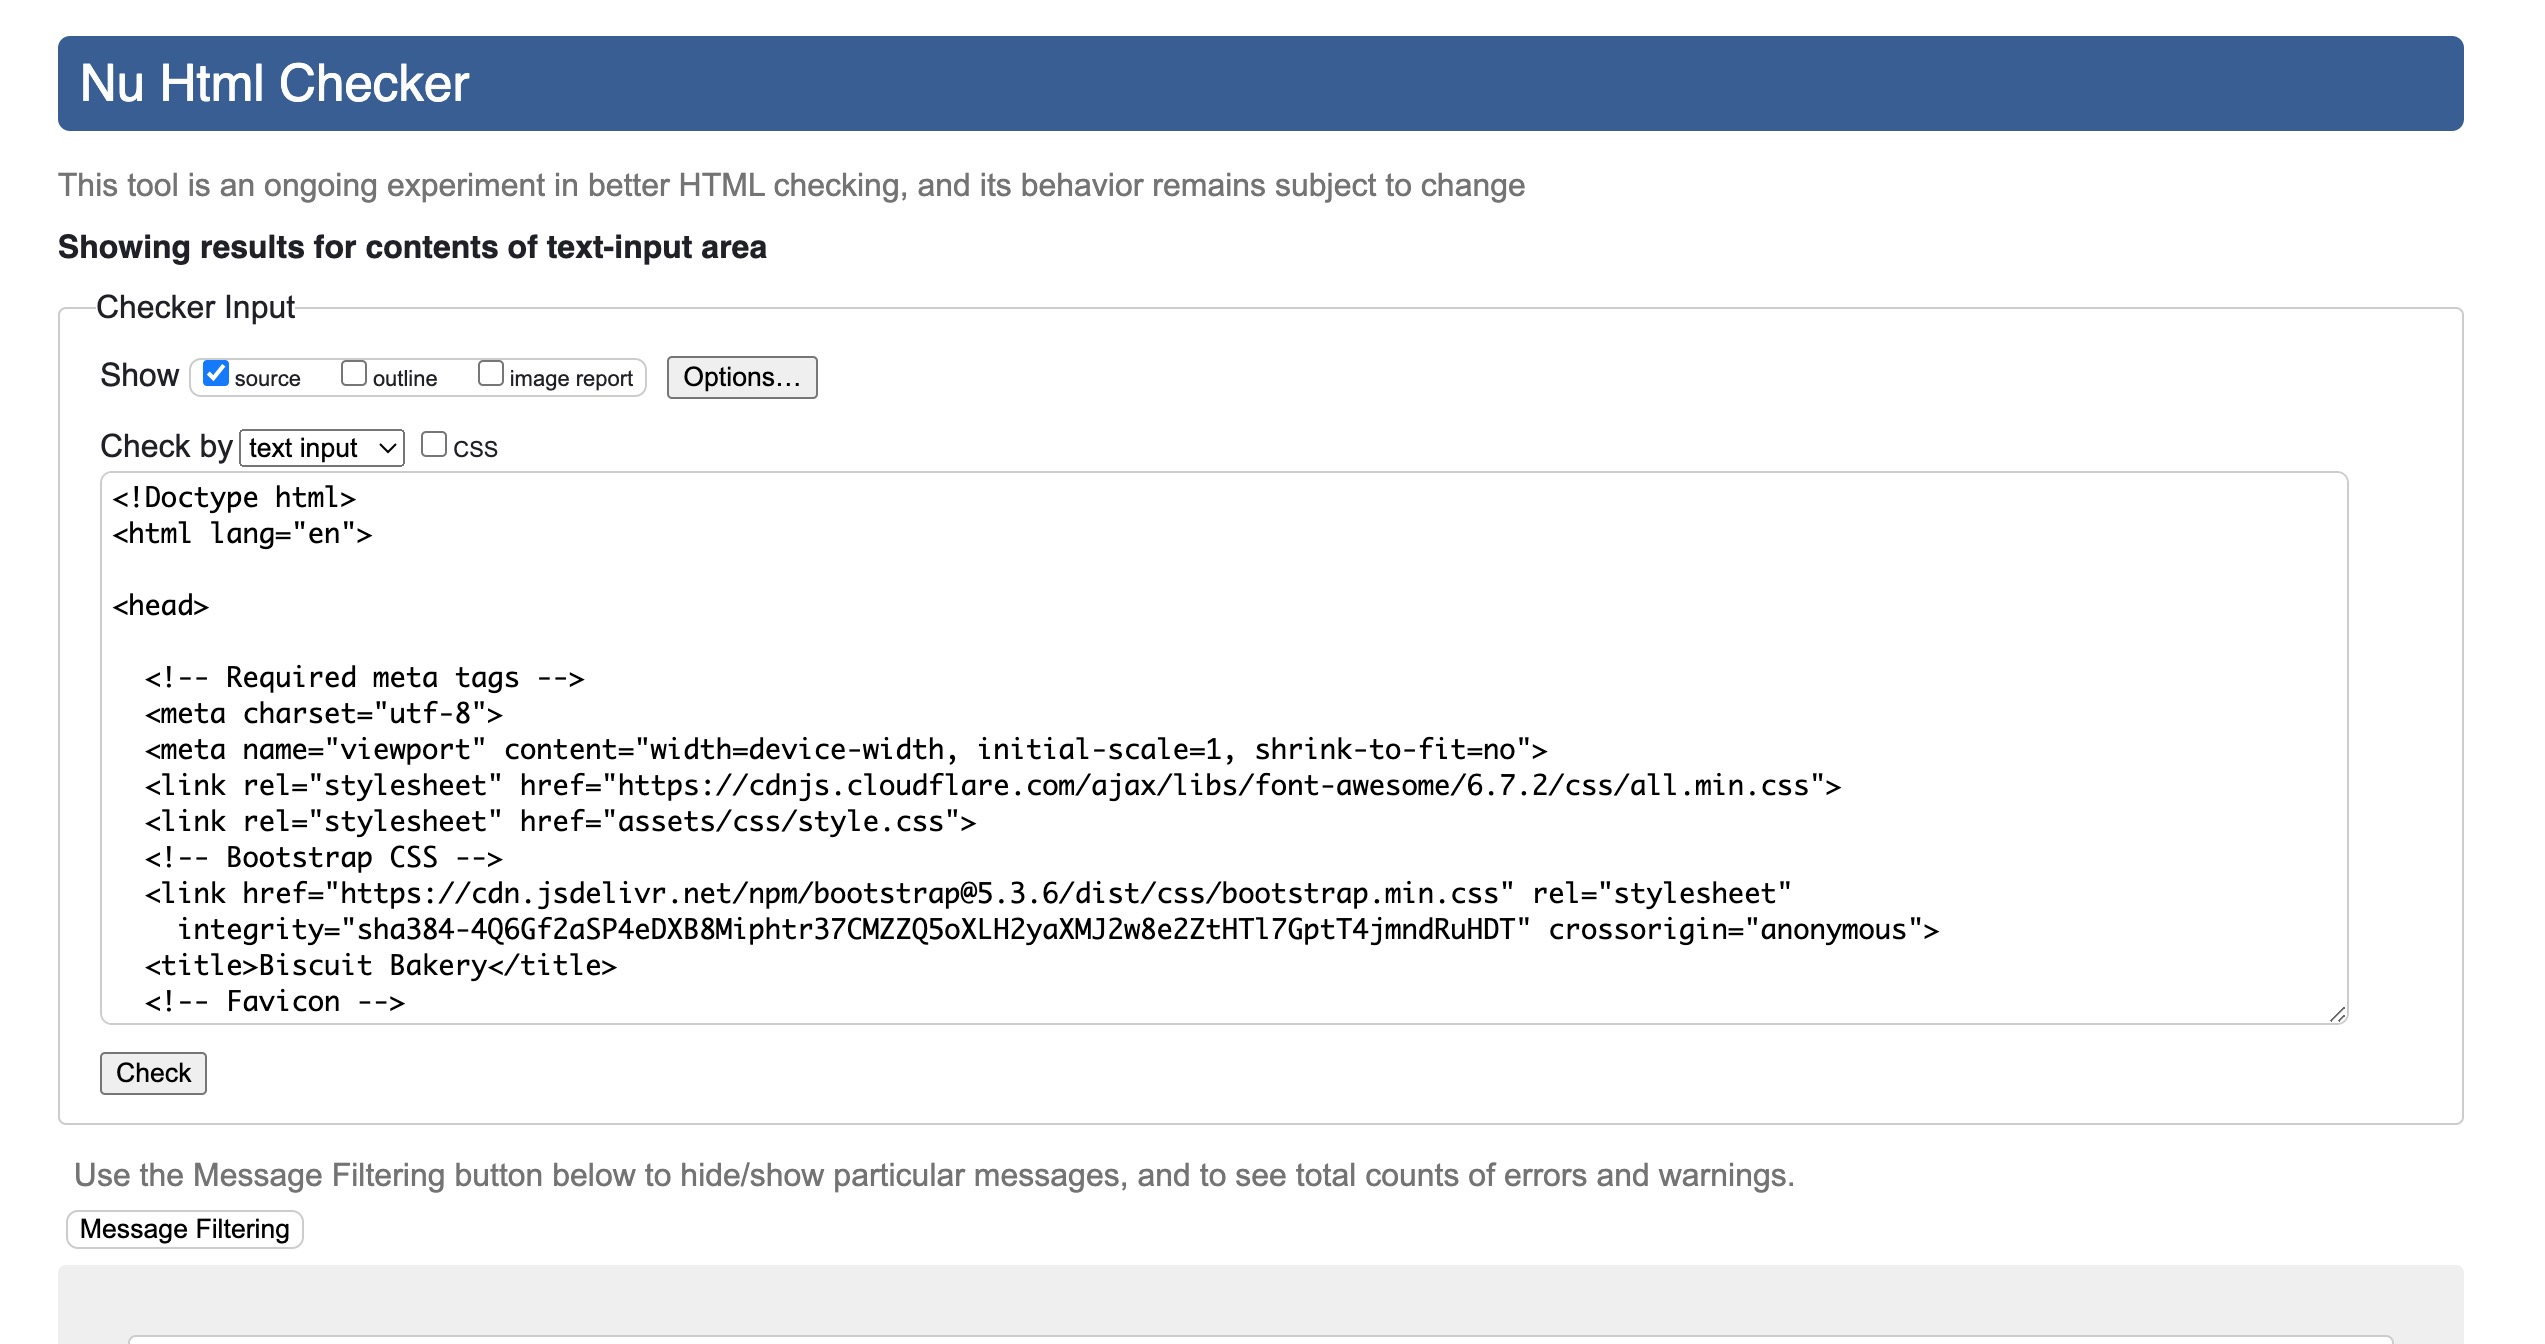 Nu Html Checker
This tool is an ongoing experiment in better HTML checking, and its behavior remains subject to change
Showing results for contents of text-input area
Checker Input
Show source outline image report Options…
Check by text input css
<!Doctype html>
<html lang="en">
<head>
<!-- Required meta tags -->
<meta charset="utf-8">
<meta name="viewport" content="width=device-width, initial-scale=1, shrink-to-fit=no">
<link rel="stylesheet" href="https://cdnjs.cloudflare.com/ajax/libs/font-awesome/6.7.2/css/all.min.css">
<link rel="stylesheet" href="assets/css/style.css">
<!-- Bootstrap CSS -->
<link href="https://cdn.jsdelivr.net/npm/bootstrap@5.3.6/dist/css/bootstrap.min.css" rel="stylesheet"
integrity="sha384-4Q6Gf2aSP4eDXB8Miphtr37CMZZQ5oXLH2yaXMJ2w8e2ZtHTl7GptT4jmndRuHDT" crossorigin="anonymous">
<title>Biscuit Bakery</title>
<!-- Favicon -->
Check
Use the Message Filtering button below to hide/show particular messages, and to see total counts of errors and warnings.
Message Filtering